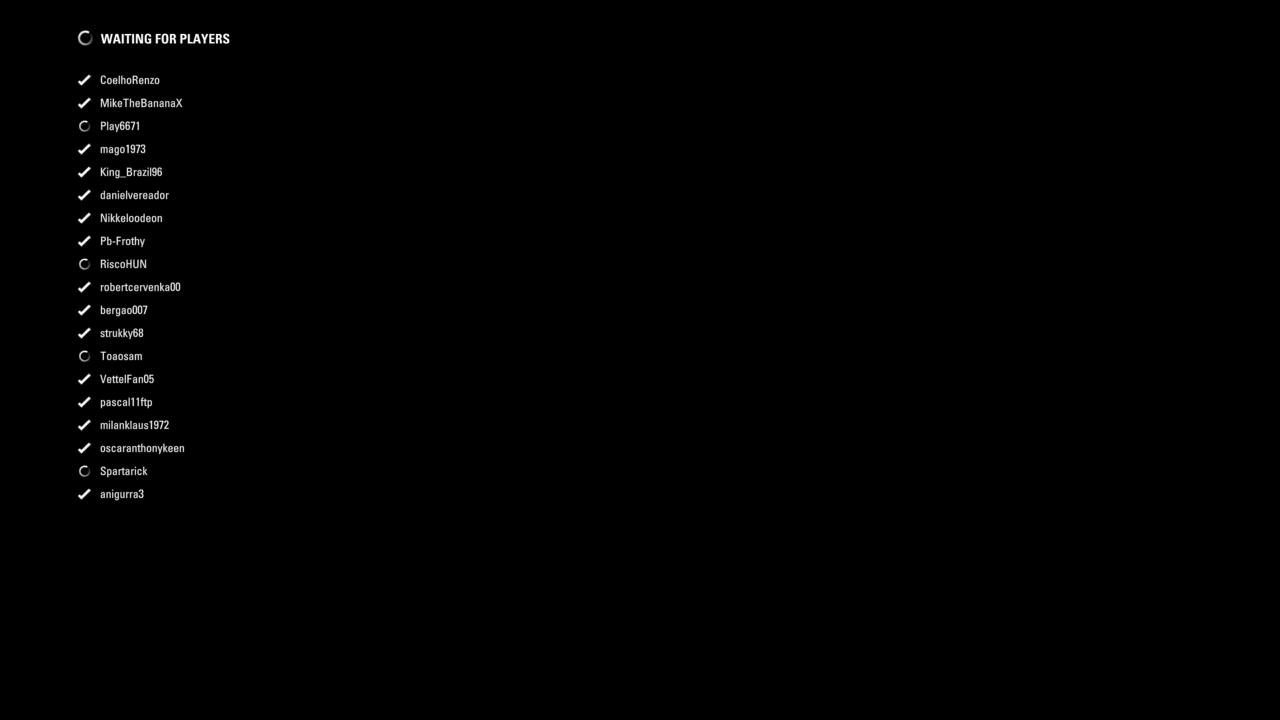 WAITING FOR PLAYERS
CoelhoRenzo
MikeTheBananaX
Play6671
mago1973
King_Brazil96
danielvereador
Nikkeloodeon
Pb-Frothy
RiscoHUN
robertcervenka00
bergao007
strukky68
Toaosam
VettelFan05
pascal11ftp
milanklaus1972
oscaranthonykeen
Spartarick
anigurra3